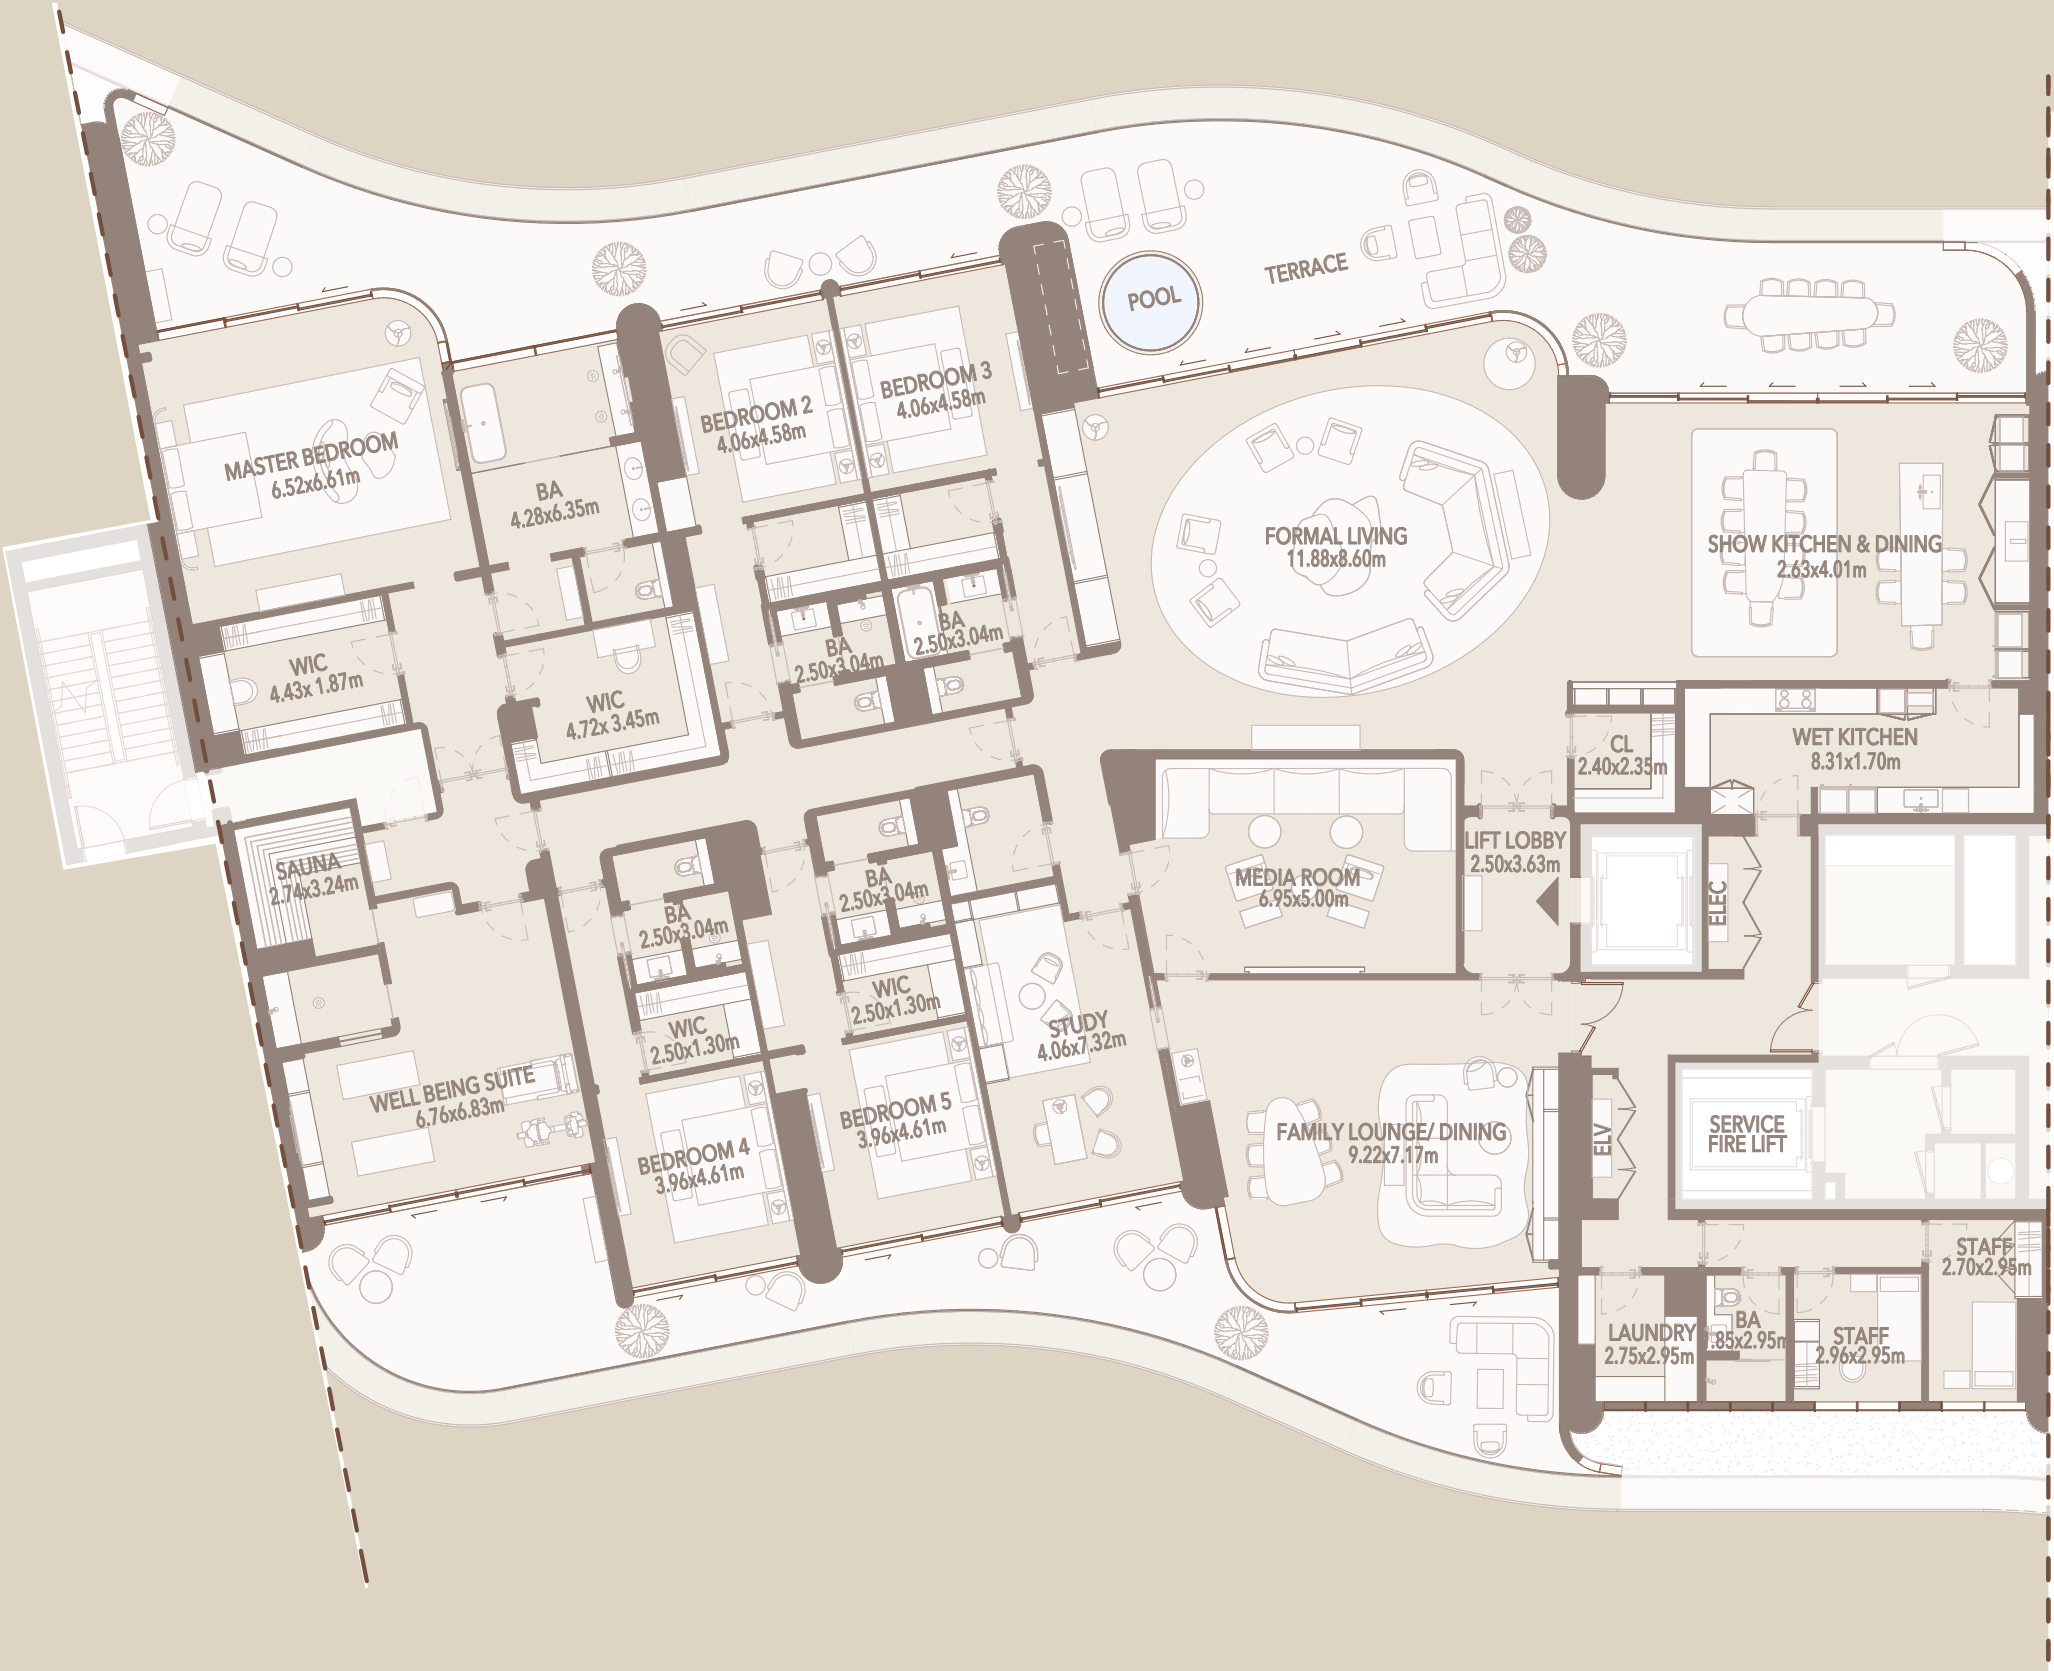 POOL
TERRACE
MASTER BEDROOM
6.52x6.61m
BA
4.28x6.35m
BEDROOM 2
4.06x4.58m
BEDROOM 3
4.06x4.58m
FORMAL LIVING
11.88x8.60m
SHOW KITCHEN & DINING
2.63x4.01m
WIC
4.43x 1.87m
WIC
4.72x 3.45m
BA
2.50x3.04m
BA
2.50x3.04m
CL
2.40x2.35m
WET KITCHEN
8.31x1.70m
SAUNA
2.74x3.24m
BA
2.50x3.04m
BA
2.50x3.04m
MEDIA ROOM
6.95x5.00m
LIFT LOBBY
2.50x3.63m
ELEC
WIC
2.50x1.30m
WIC
2.50x1.30m
STUDY
4.06x7.32m
WELL BEING SUITE
6.76x6.83m
BEDROOM 4
3.96x4.61m
BEDROOM 5
3.96x4.61m
FAMILY LOUNGE/ DINING
9.22x7.17m
ELV
SERVICE
FIRE LIFT
STAFF
2.70x2.95m
LAUNDRY
2.75x2.95m
BA
.85x2.95m
STAFF
2.96x2.95m